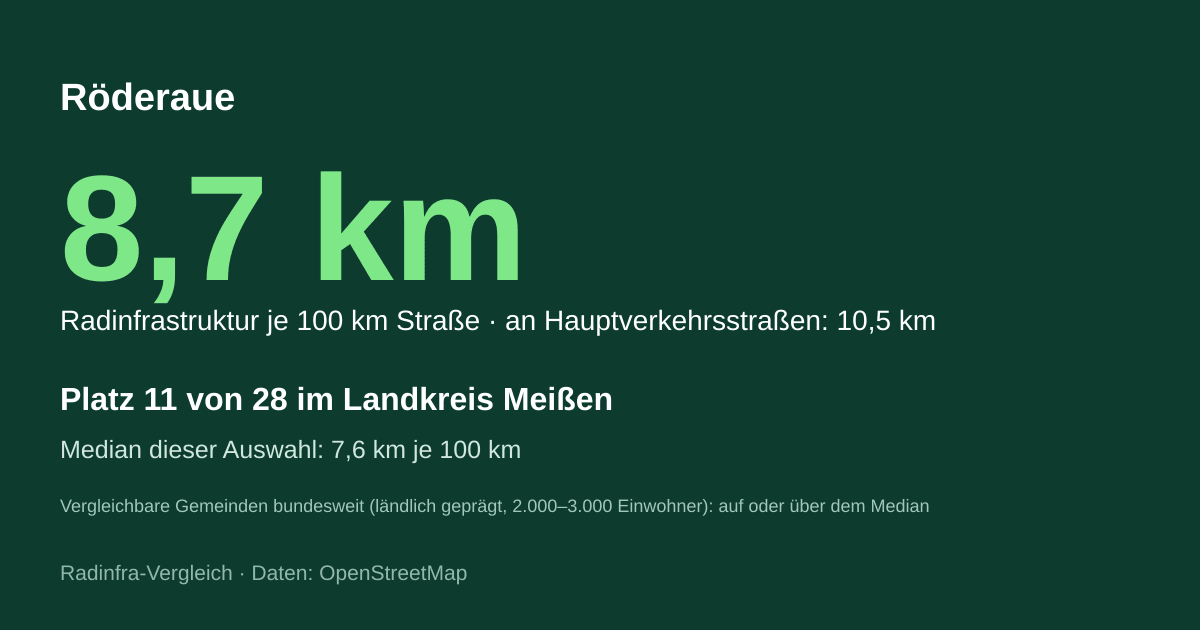 Röderaue
8,7 km
Radinfrastruktur je 100 km Straße · an Hauptverkehrsstraßen: 10,5 km
Platz 11 von 28 im Landkreis Meißen
Median dieser Auswahl: 7,6 km je 100 km
Vergleichbare Gemeinden bundesweit (ländlich geprägt, 2.000–3.000 Einwohner): auf oder über dem Median
Radinfra-Vergleich · Daten: OpenStreetMap